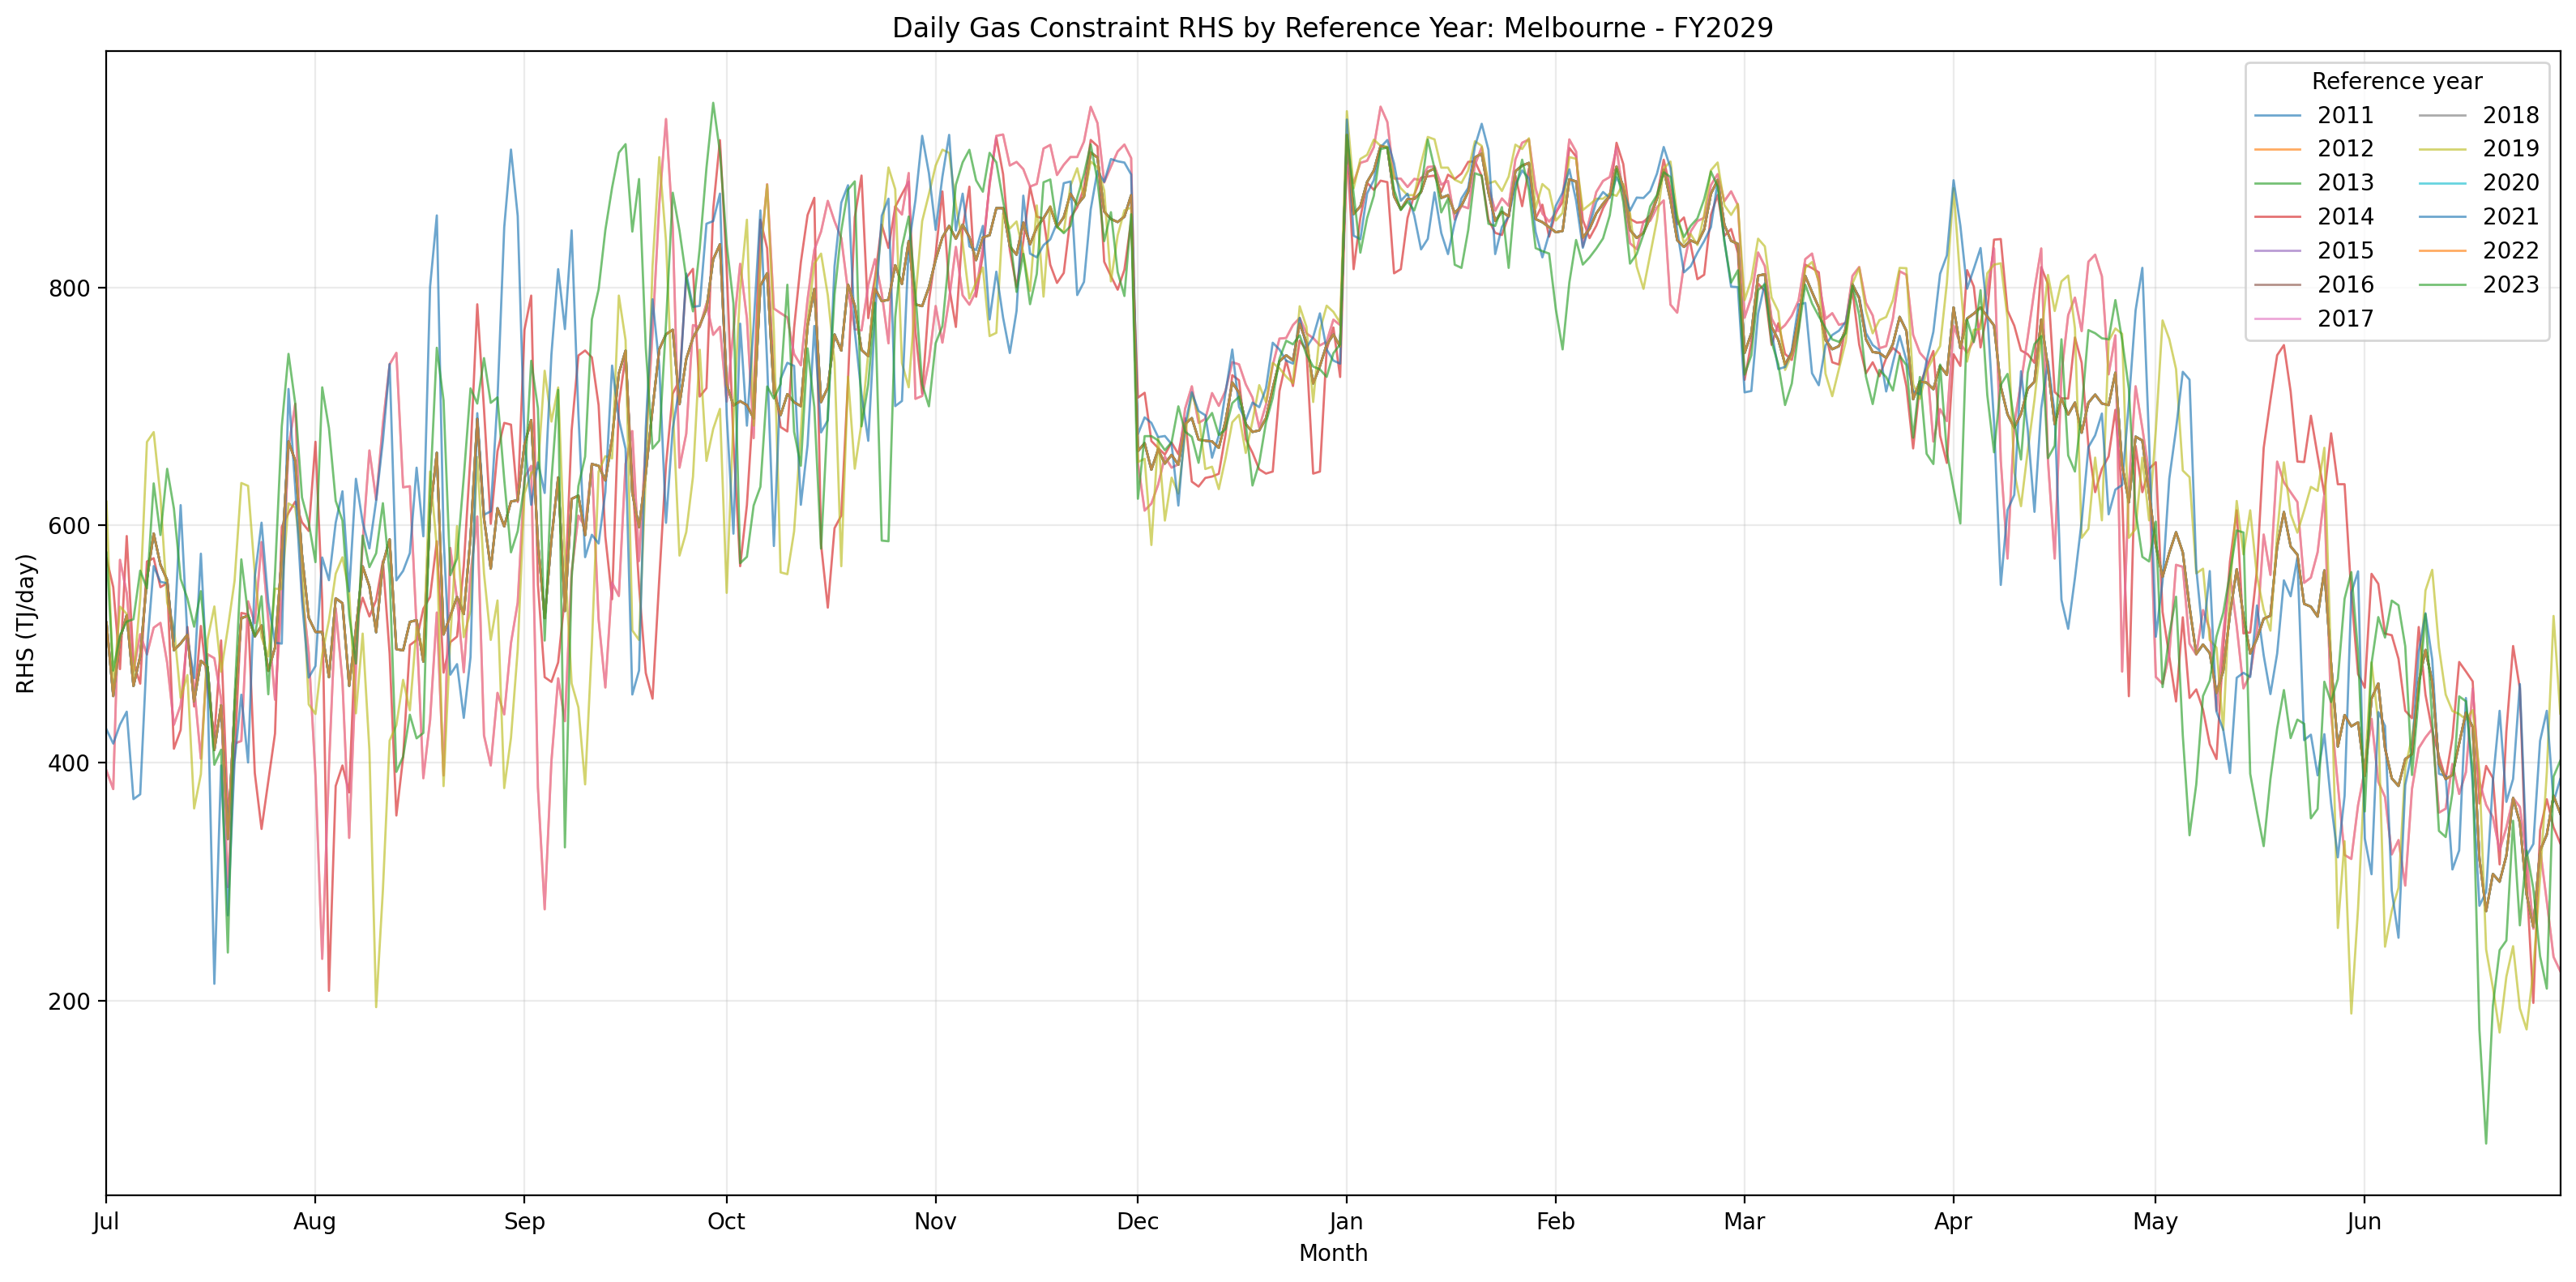 Daily Gas Constraint RHS by Reference Year: Melbourne - FY2029
Reference year
2011
2012
2013
2014
2015
2016
2017
2018
2019
2020
2021
2022
2023
RHS (TJ/day)
800
600
400
200
Jul
Aug
Sep
Oct
Nov
Dec
Jan
Feb
Mar
Apr
May
Jun
Month